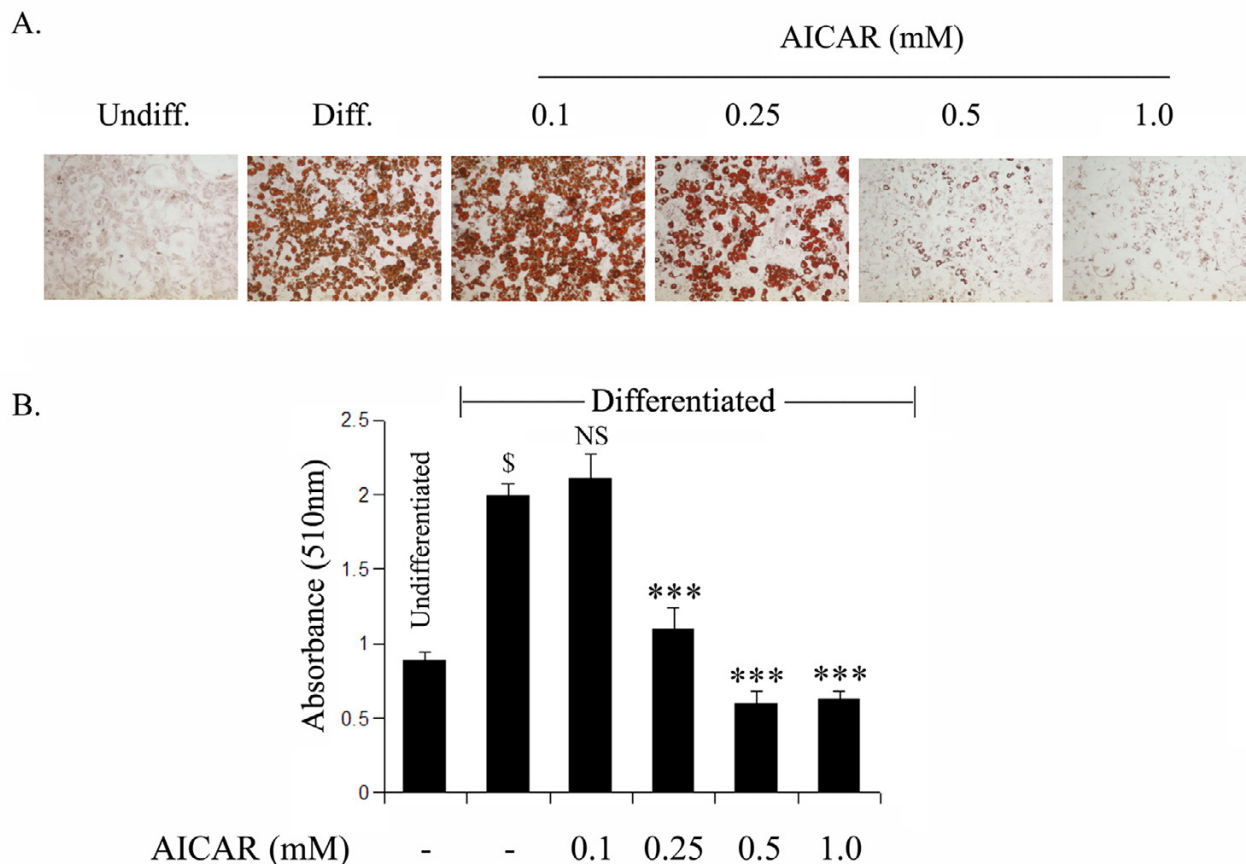 A.
AICAR (mM)
Undiff. Diff. 0.1 0.25 0.5 1.0
B.
Differentiated
Absorbance (510nm)
2.5
2
1.5
1
0.5
0
Undifferentiated
$
NS
***
***
***
AICAR (mM) - - 0.1 0.25 0.5 1.0